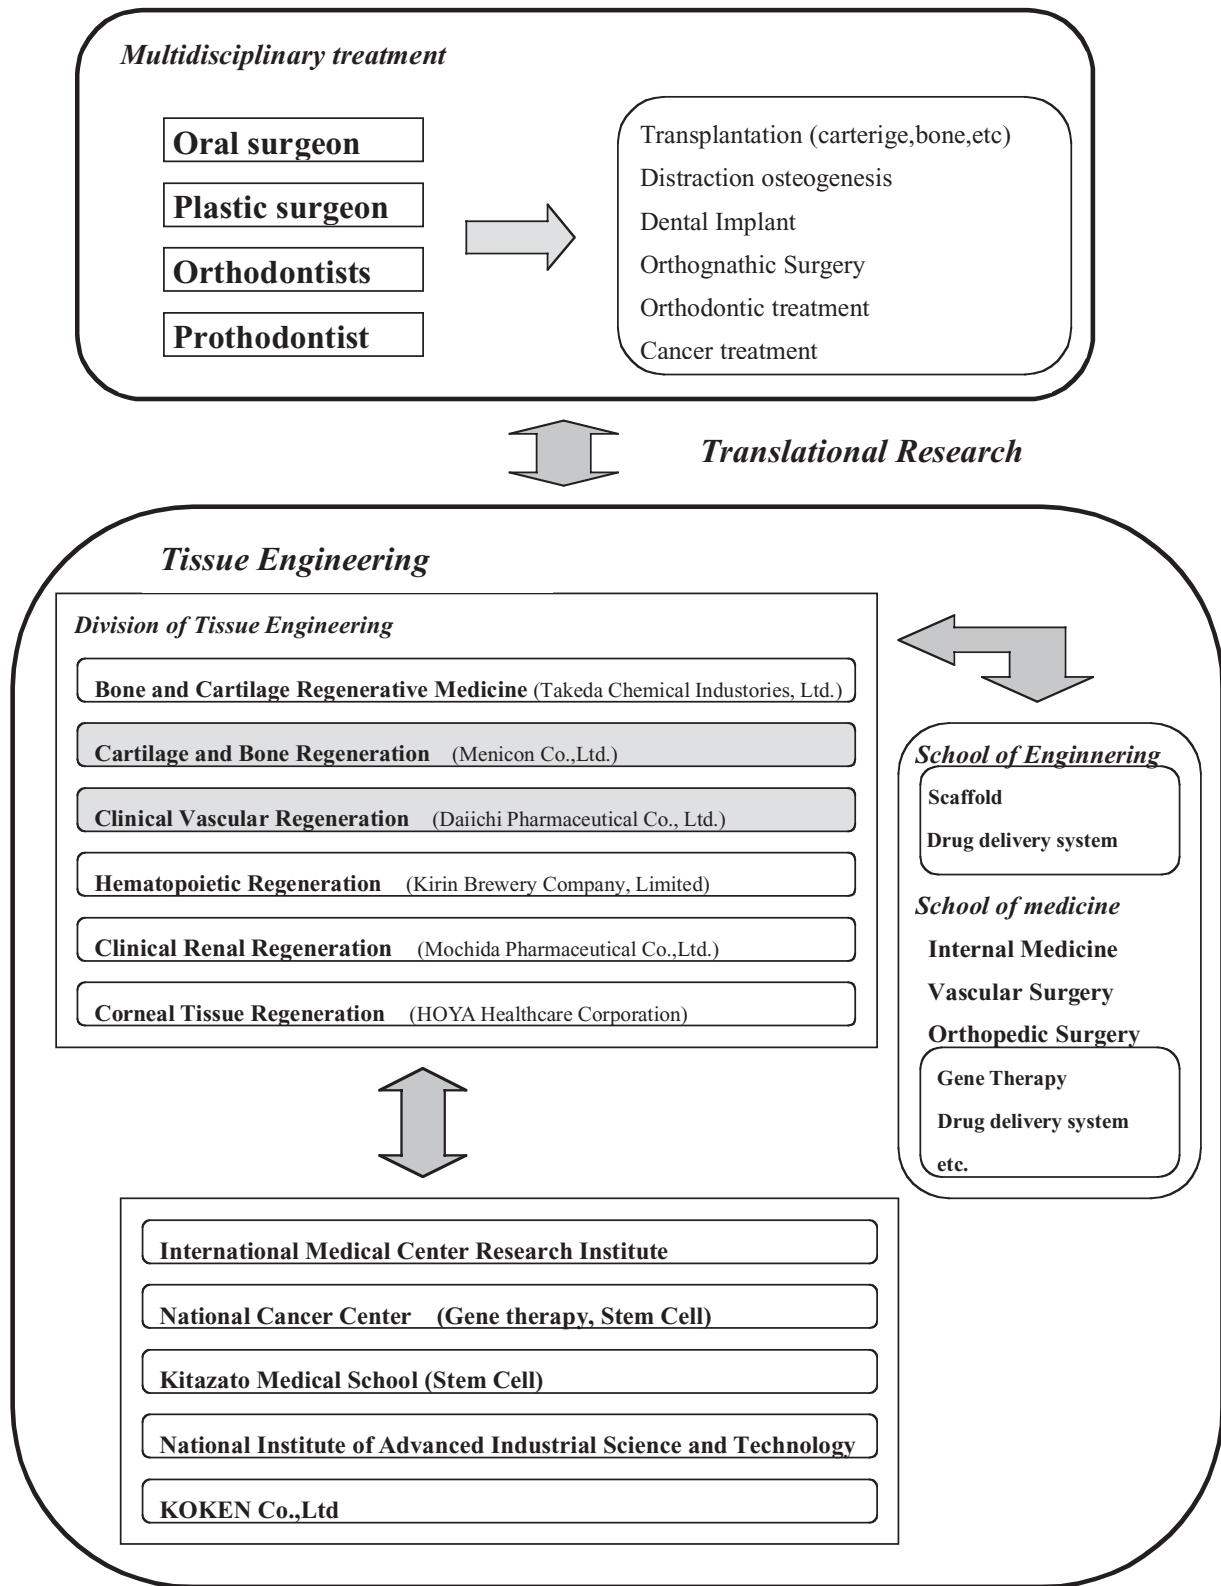 Multidisciplinary treatment
Oral surgeon
Plastic surgeon
Orthodontists
Prothodontist
Transplantation (carterige,bone,etc)
Distraction osteogenesis
Dental Implant
Orthognathic Surgery
Orthodontic treatment
Cancer treatment
Translational Research
Tissue Engineering
Division of Tissue Engineering
Bone and Cartilage Regenerative Medicine (Takeda Chemical Industories, Ltd.)
Cartilage and Bone Regeneration (Menicon Co.,Ltd.)
Clinical Vascular Regeneration (Daiichi Pharmaceutical Co., Ltd.)
Hematopoietic Regeneration (Kirin Brewery Company, Limited)
Clinical Renal Regeneration (Mochida Pharmaceutical Co.,Ltd.)
Corneal Tissue Regeneration (HOYA Healthcare Corporation)
School of Enginnering
Scaffold
Drug delivery system
School of medicine
Internal Medicine
Vascular Surgery
Orthopedic Surgery
Gene Therapy
Drug delivery system
etc.
International Medical Center Research Institute
National Cancer Center (Gene therapy, Stem Cell)
Kitazato Medical School (Stem Cell)
National Institute of Advanced Industrial Science and Technology
KOKEN Co.,Ltd